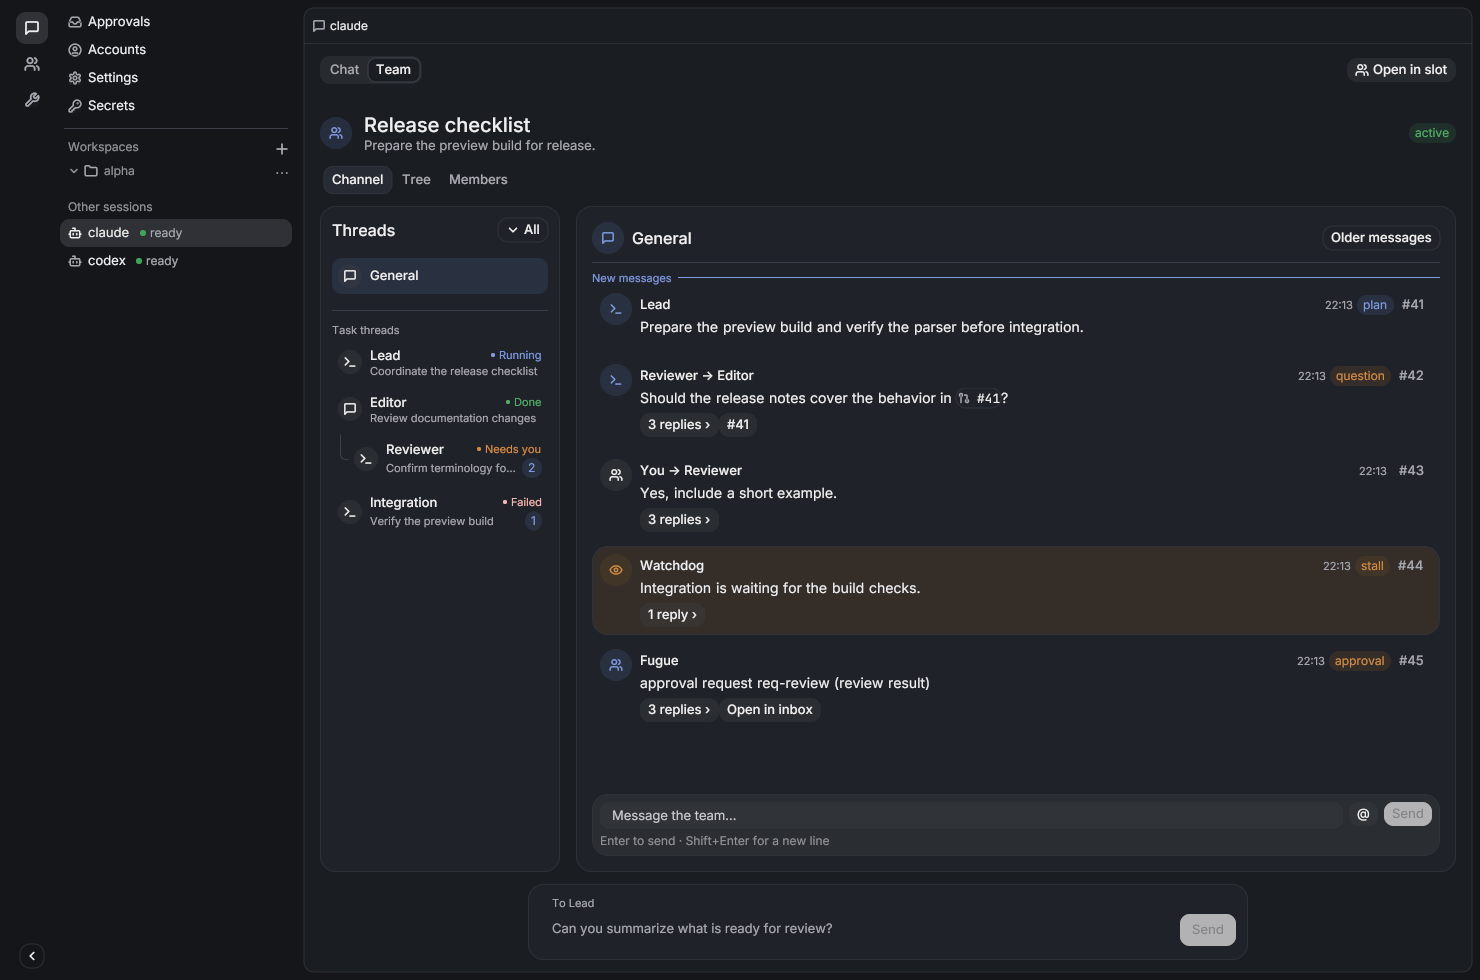 Approvals
Accounts
Settings
Secrets
Workspaces
alpha
Other sessions
claude ready
codex ready
claude
Chat Team
Open in slot
Release checklist
Prepare the preview build for release.
active
Channel Tree Members
Threads
All
General
Task threads
Lead Running
Coordinate the release checklist
Editor Done
Review documentation changes
Reviewer Needs you
Confirm terminology fo... 2
Integration Failed
Verify the preview build 1
General
Older messages
New messages
Lead 22:13 plan #41
Prepare the preview build and verify the parser before integration.
Reviewer → Editor 22:13 question #42
Should the release notes cover the behavior in #41?
3 replies › #41
You → Reviewer 22:13 #43
Yes, include a short example.
3 replies ›
Watchdog 22:13 stall #44
Integration is waiting for the build checks.
1 reply ›
Fugue 22:13 approval #45
approval request req-review (review result)
3 replies › Open in inbox
Message the team... @ Send
Enter to send · Shift+Enter for a new line
To Lead
Can you summarize what is ready for review?
Send